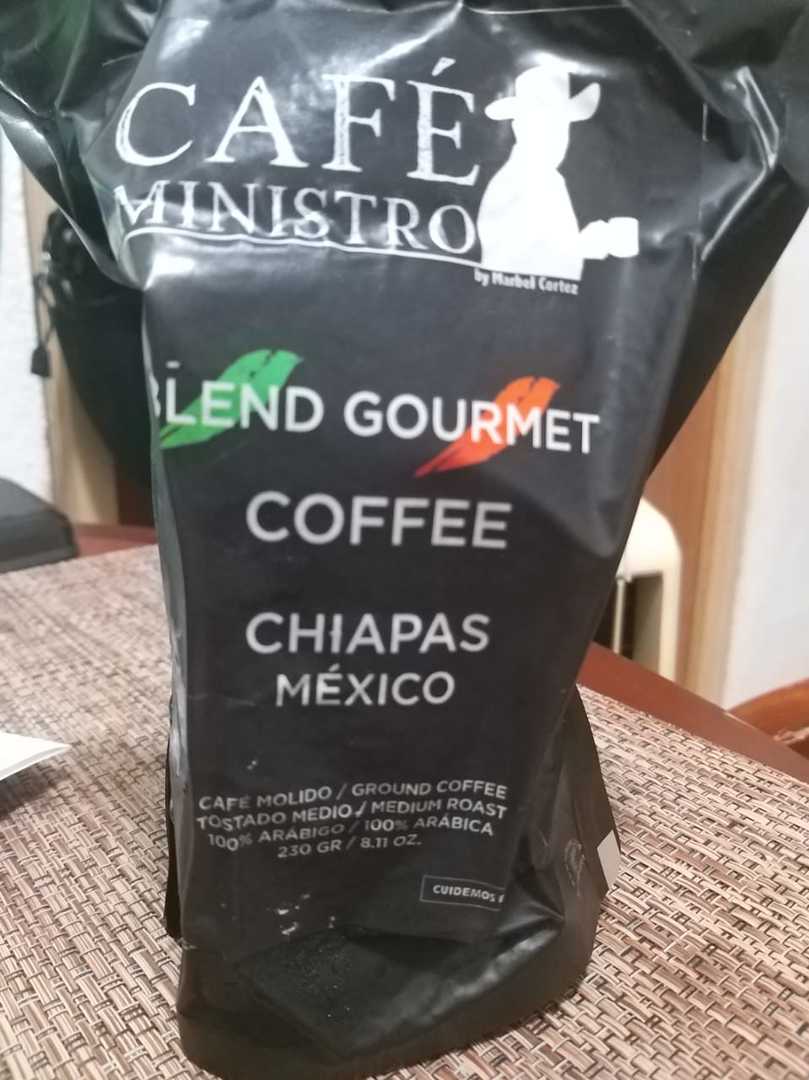 CAFÉ
MINISTRO
by Marbel Cortez
BLEND GOURMET
COFFEE
CHIAPAS
MÉXICO
CAFÉ MOLIDO / GROUND COFFEE
TOSTADO MEDIO / MEDIUM ROAST
100% ARÁBIGO / 100% ARÁBICA
230 GR / 8.11 OZ.
CUIDEMOS